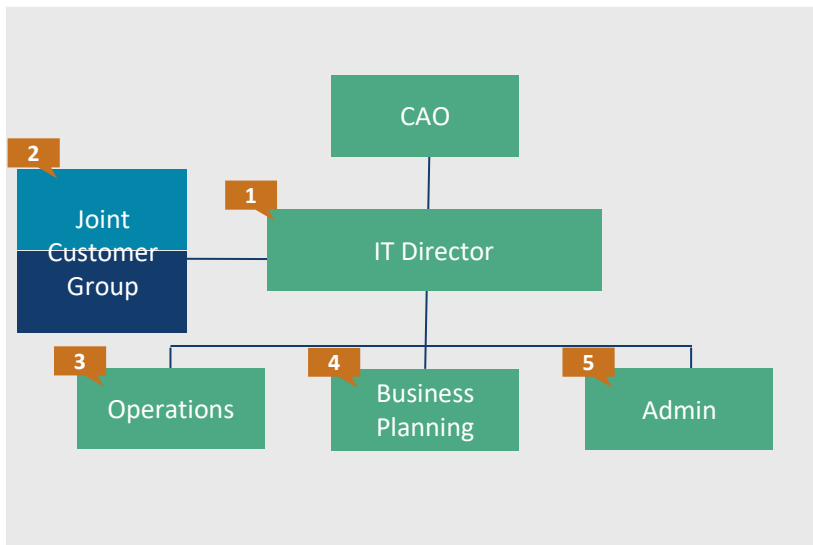 CAO
2
1
Joint
Customer
Group
IT Director
3
4
5
Operations
Business
Planning
Admin